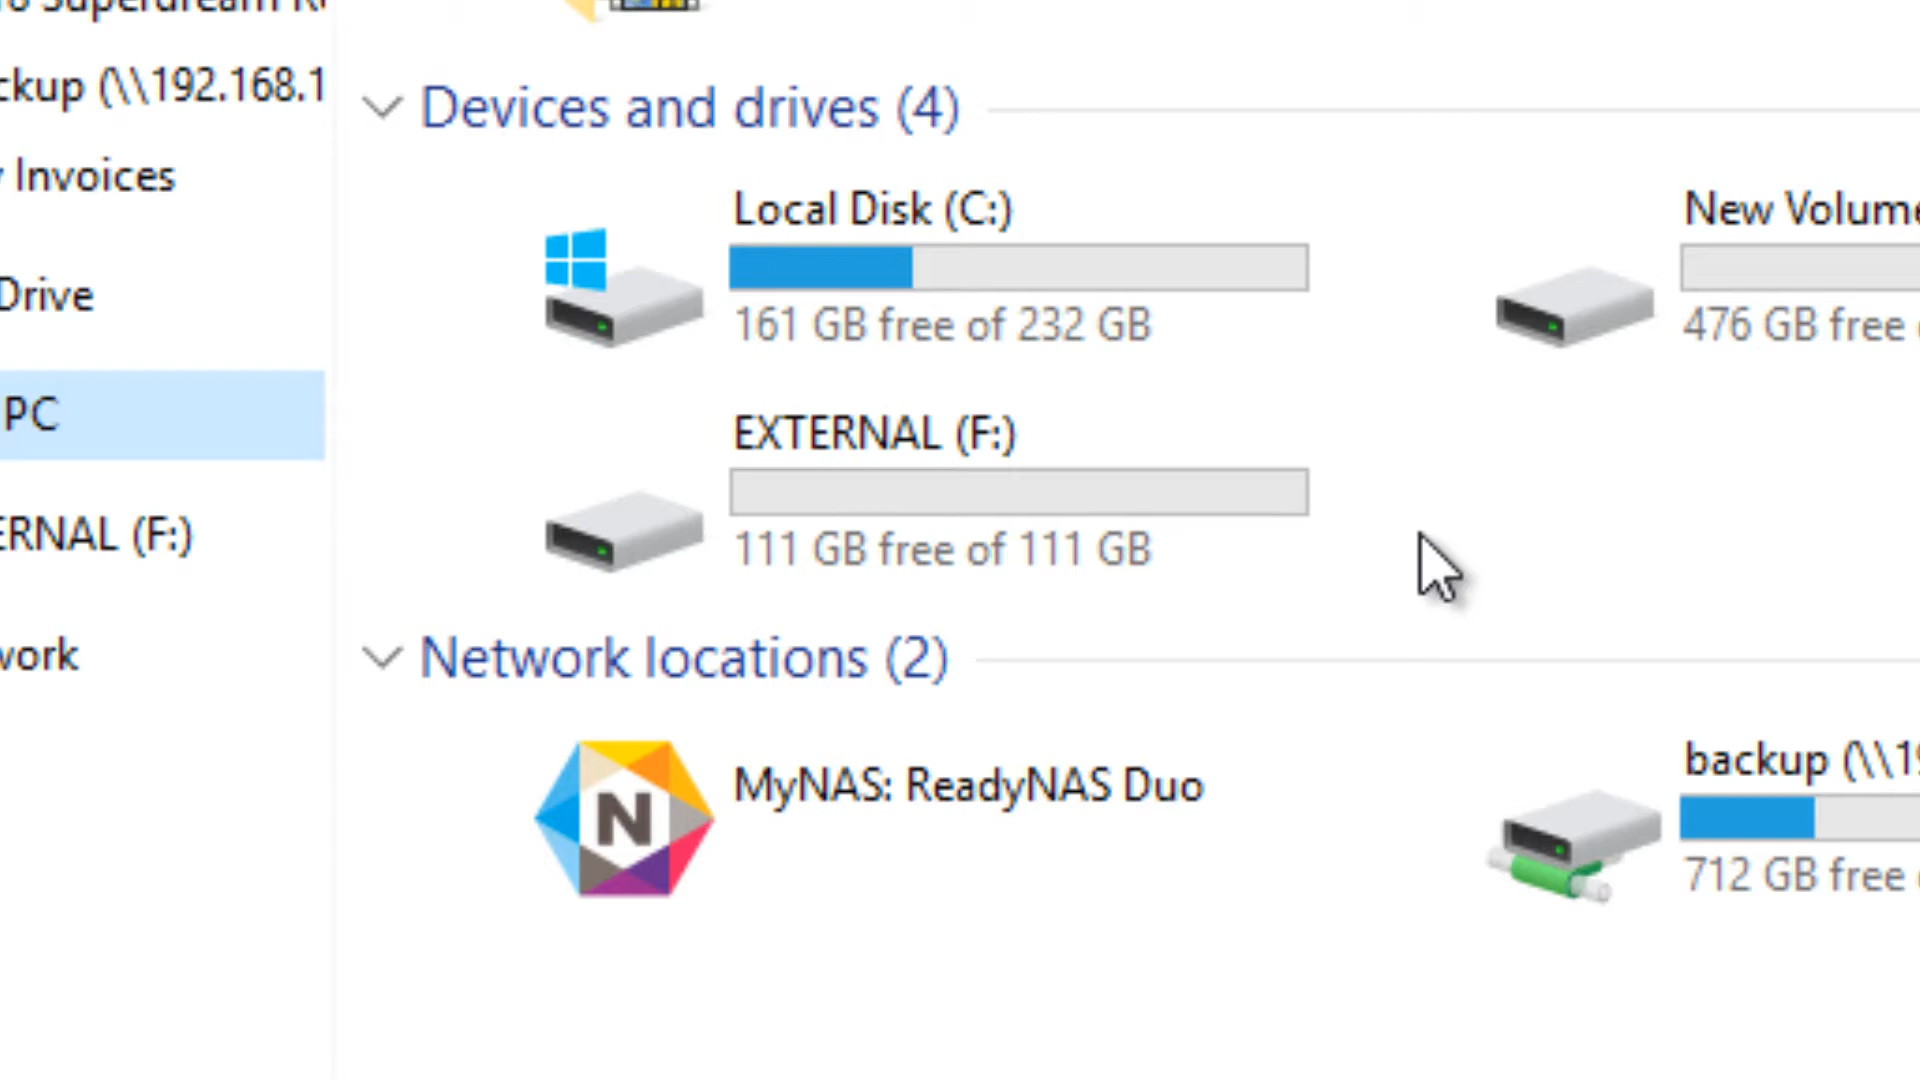 ckup (\\192.168.1
Devices and drives (4)
Invoices
Local Disk (C:)
New Volume
161 GB free of 232 GB
476 GB free
Drive
PC
EXTERNAL (F:)
111 GB free of 111 GB
ERNAL (F:)
work
Network locations (2)
N
MyNAS: ReadyNAS Duo
backup (\\19
712 GB free